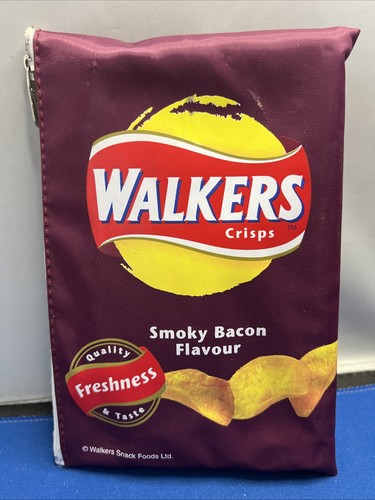 WALKERS
Crisps
TM
Smoky Bacon
Flavour
Quality
Freshness
& Taste
© Walkers Snack Foods Ltd.